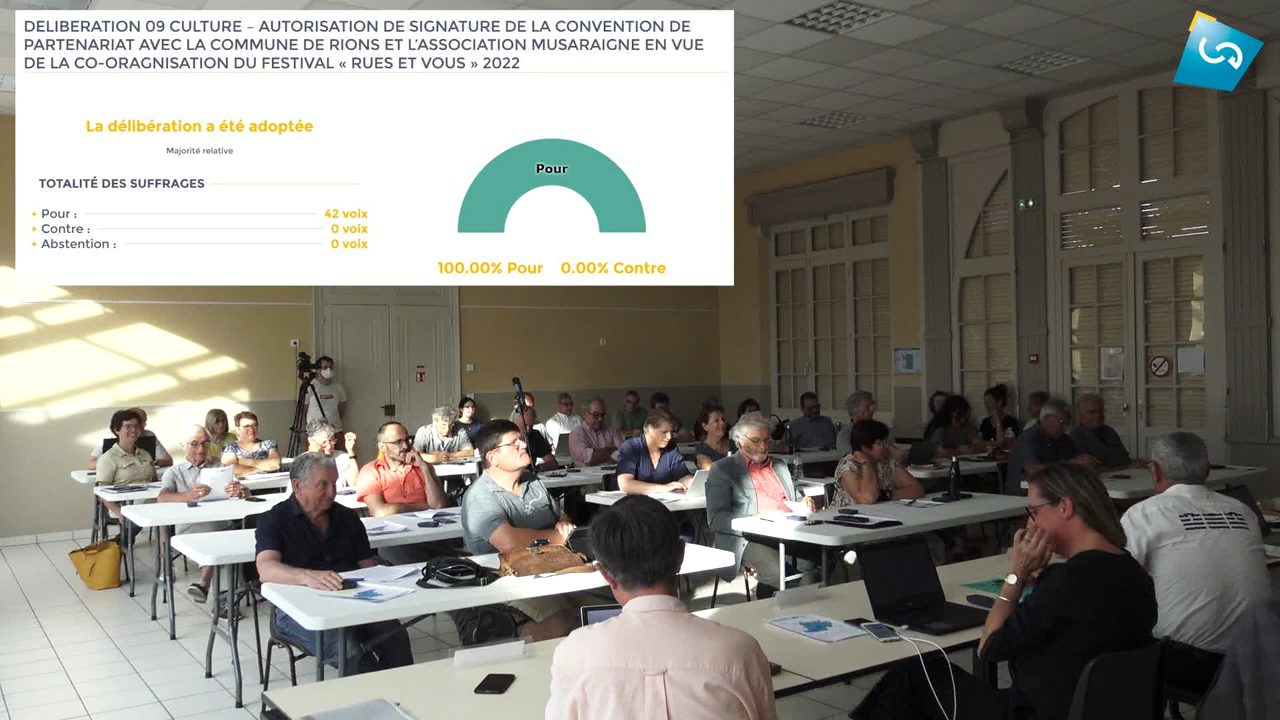 DELIBERATION 09 CULTURE – AUTORISATION DE SIGNATURE DE LA CONVENTION DE
PARTENARIAT AVEC LA COMMUNE DE RIONS ET L’ASSOCIATION MUSARAIGNE EN VUE
DE LA CO-ORAGNISATION DU FESTIVAL « RUES ET VOUS » 2022
La délibération a été adoptée
Majorité relative
TOTALITÉ DES SUFFRAGES
Pour : 42 voix
Contre : 0 voix
Abstention : 0 voix
Pour
100.00% Pour 0.00% Contre